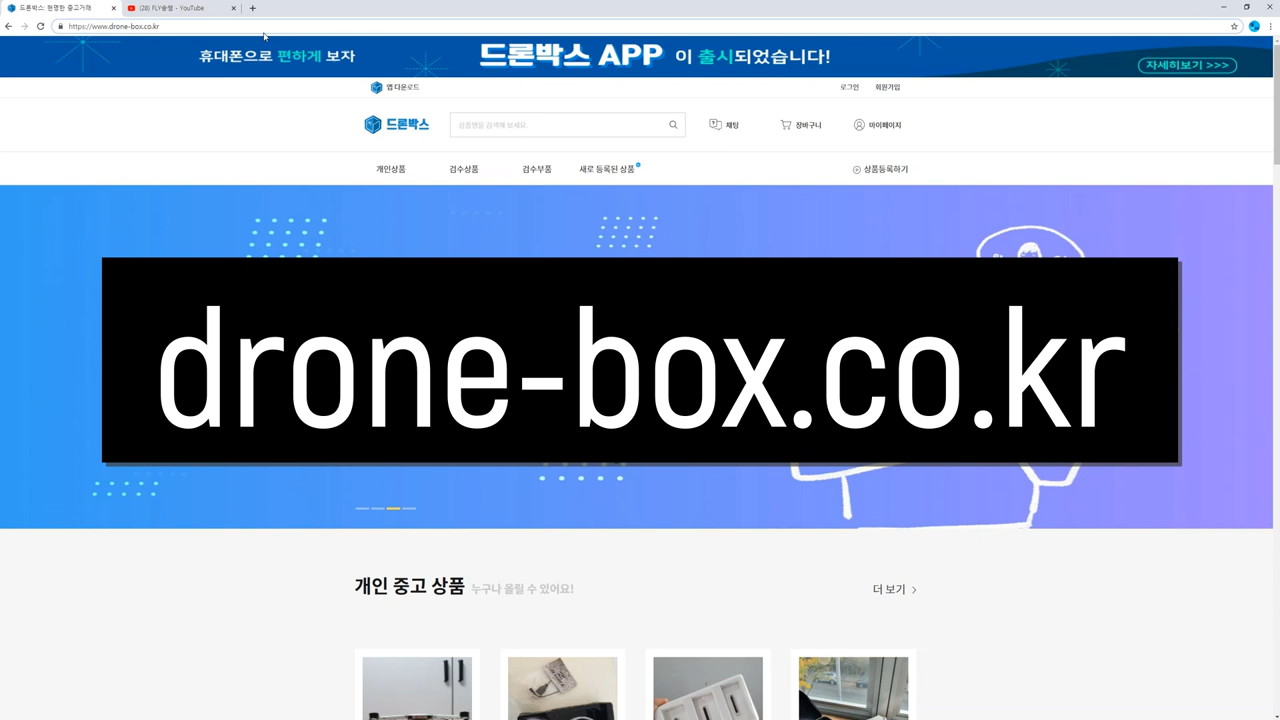 드론박스: 현명한 중고거래
(28) FLY송쌤 - YouTube
https://www.drone-box.co.kr
휴대폰으로 편하게 보자
드론박스 APP 이 출시되었습니다!
자세히보기 >>>
앱 다운로드
로그인 회원가입
드론박스
상품명을 검색해 보세요.
채팅
장바구니
마이페이지
개인상품
검수상품
검수부품
새로 등록된 상품
상품등록하기
drone-box.co.kr
개인 중고 상품 누구나 올릴 수 있어요!
더 보기 >